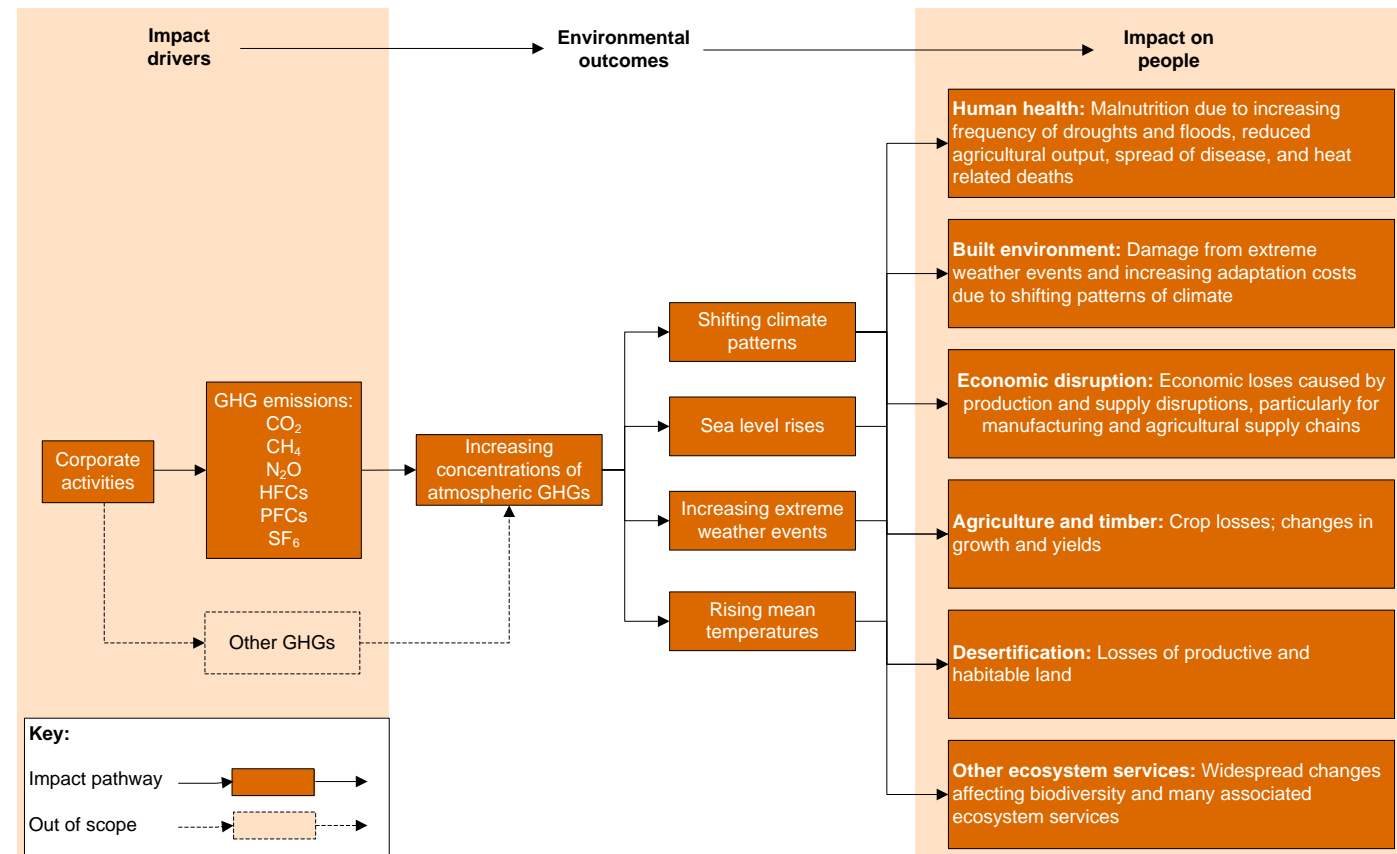 Impact
drivers
Environmental
outcomes
Impact on
people
Corporate
activities
GHG emissions:
CO₂
CH₄
N₂O
HFCs
PFCs
SF₆
Other GHGs
Increasing
concentrations of
atmospheric GHGs
Shifting climate
patterns
Sea level rises
Increasing extreme
weather events
Rising mean
temperatures
Human health: Malnutrition due to increasing
frequency of droughts and floods, reduced
agricultural output, spread of disease, and heat
related deaths
Built environment: Damage from extreme
weather events and increasing adaptation costs
due to shifting patterns of climate
Economic disruption: Economic loses caused by
production and supply disruptions, particularly for
manufacturing and agricultural supply chains
Agriculture and timber: Crop losses; changes in
growth and yields
Desertification: Losses of productive and
habitable land
Other ecosystem services: Widespread changes
affecting biodiversity and many associated
ecosystem services
Key:
Impact pathway
Out of scope